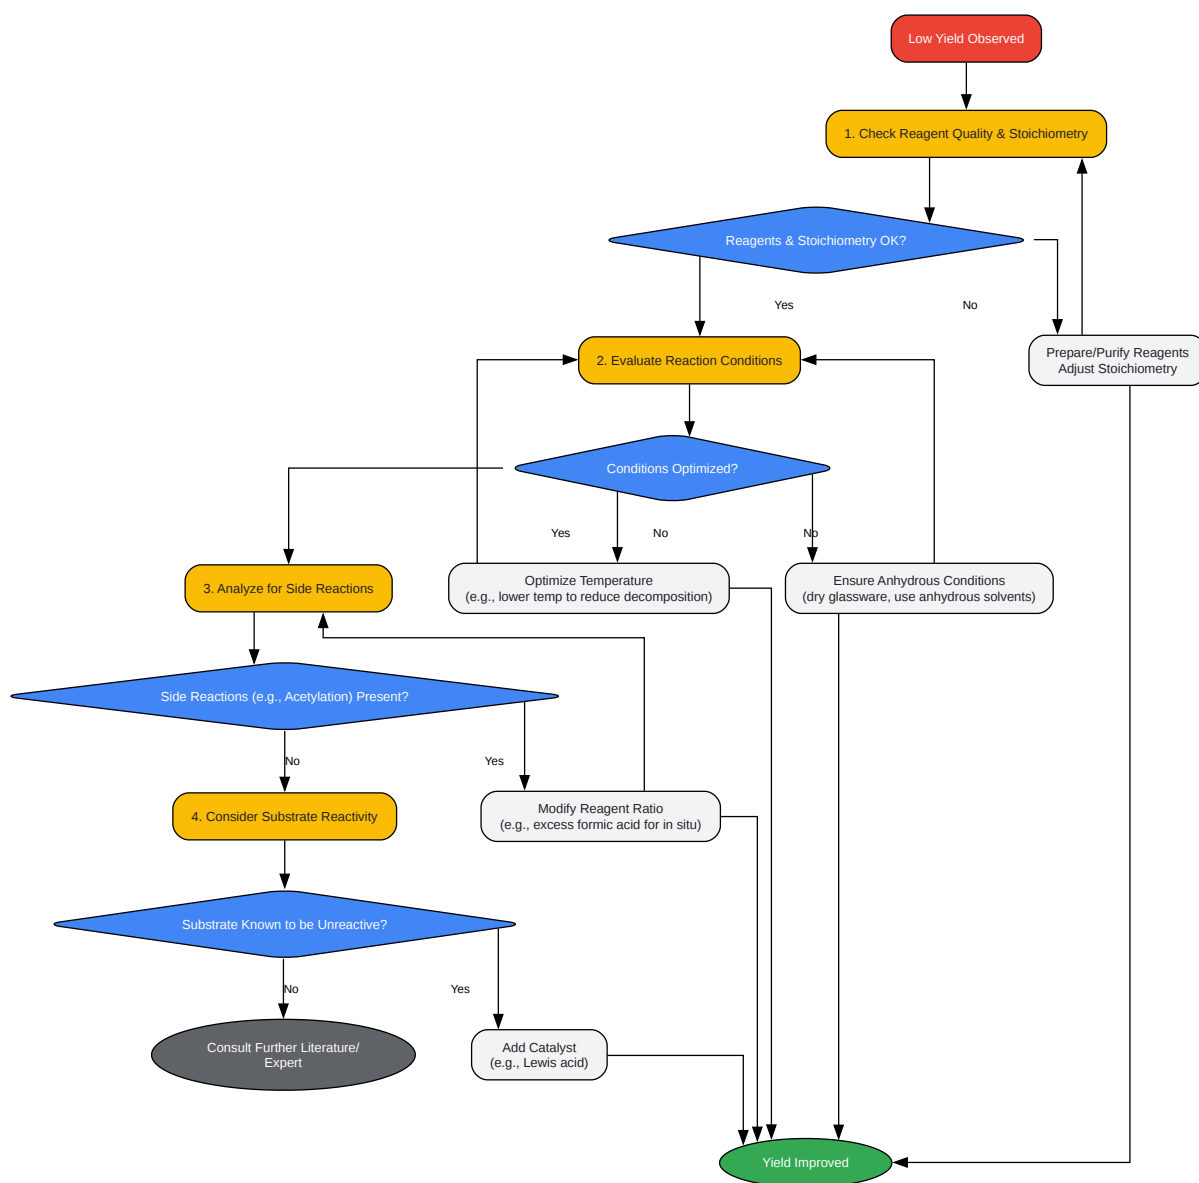 Low Yield Observed
1. Check Reagent Quality & Stoichiometry
Reagents & Stoichiometry OK?
Yes
No
Prepare/Purify Reagents
Adjust Stoichiometry
2. Evaluate Reaction Conditions
Conditions Optimized?
Yes
No
No
3. Analyze for Side Reactions
Optimize Temperature
(e.g., lower temp to reduce decomposition)
Ensure Anhydrous Conditions
(dry glassware, use anhydrous solvents)
Side Reactions (e.g., Acetylation) Present?
No
Yes
4. Consider Substrate Reactivity
Modify Reagent Ratio
(e.g., excess formic acid for in situ)
Substrate Known to be Unreactive?
No
Yes
Consult Further Literature/
Expert
Add Catalyst
(e.g., Lewis acid)
Yield Improved